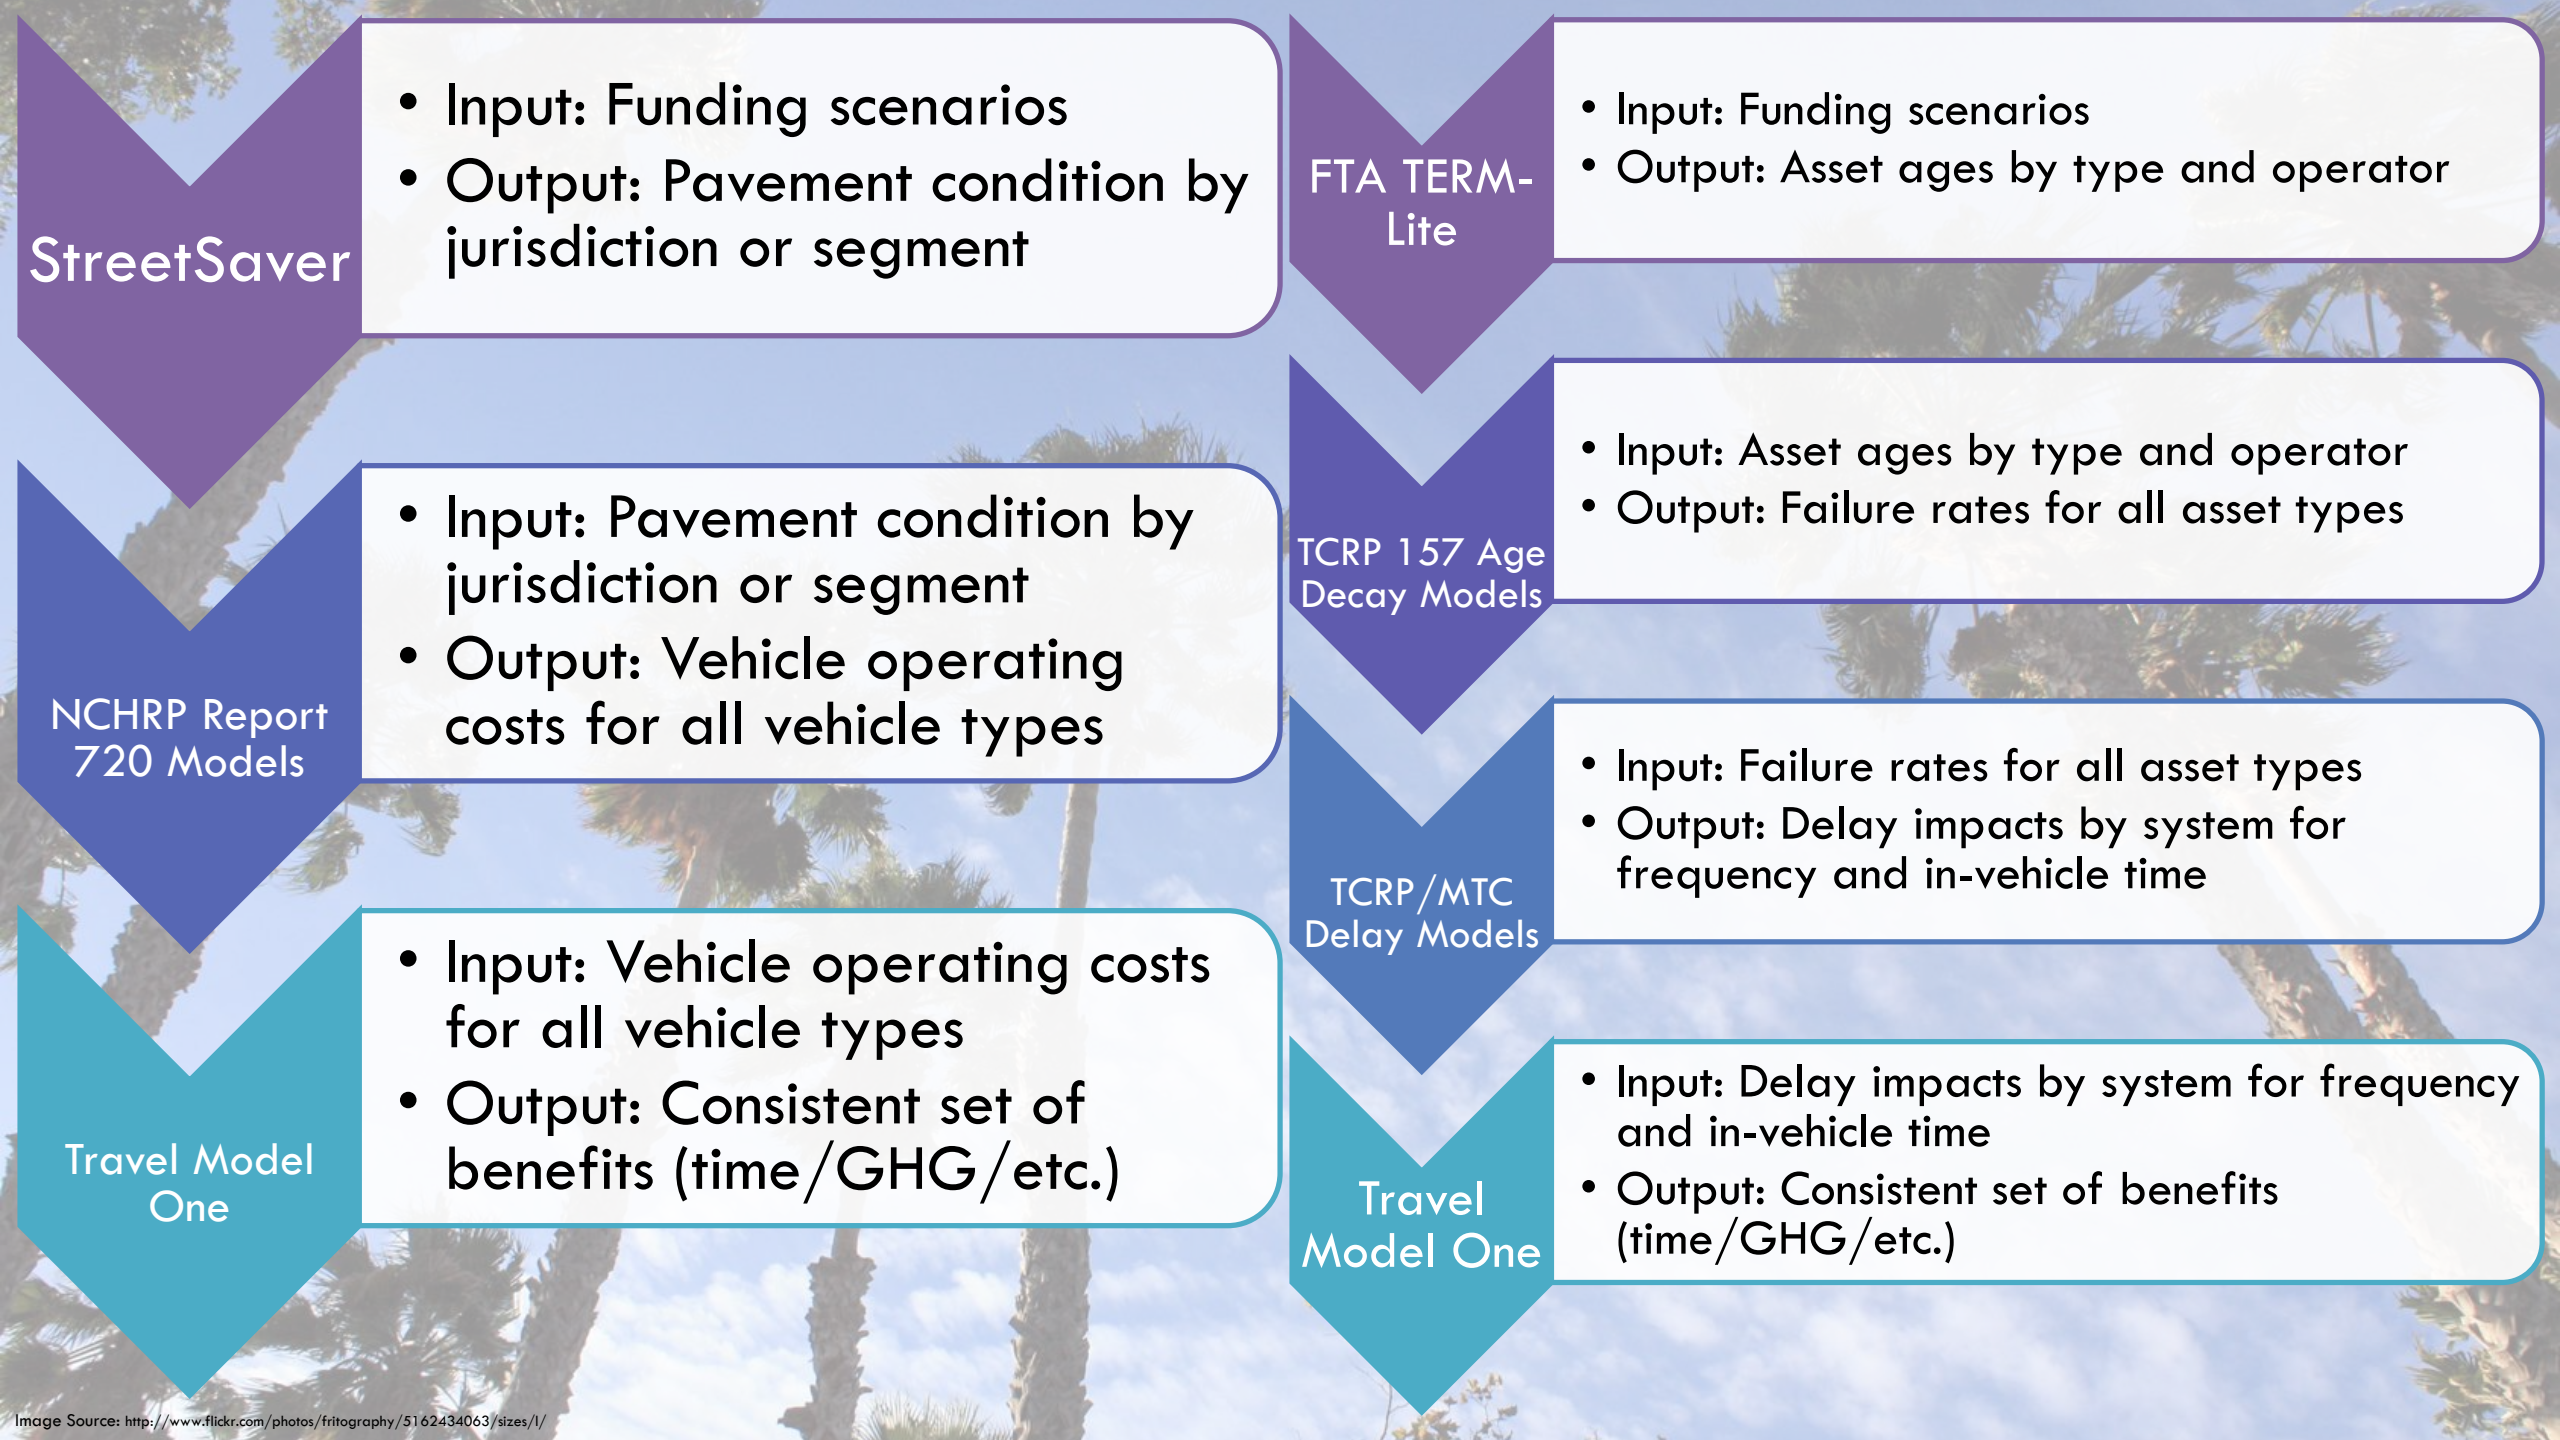 StreetSaver
• Input: Funding scenarios
• Output: Pavement condition by
jurisdiction or segment
NCHRP Report
720 Models
• Input: Pavement condition by
jurisdiction or segment
• Output: Vehicle operating
costs for all vehicle types
Travel Model
One
• Input: Vehicle operating costs
for all vehicle types
• Output: Consistent set of
benefits (time/GHG/etc.)
FTA TERM-
Lite
• Input: Funding scenarios
• Output: Asset ages by type and operator
TCRP 157 Age
Decay Models
• Input: Asset ages by type and operator
• Output: Failure rates for all asset types
TCRP/MTC
Delay Models
• Input: Failure rates for all asset types
• Output: Delay impacts by system for
frequency and in-vehicle time
Travel
Model One
• Input: Delay impacts by system for frequency
and in-vehicle time
• Output: Consistent set of benefits
(time/GHG/etc.)
Image Source: http://www.flickr.com/photos/fritography/5162434063/sizes/l/